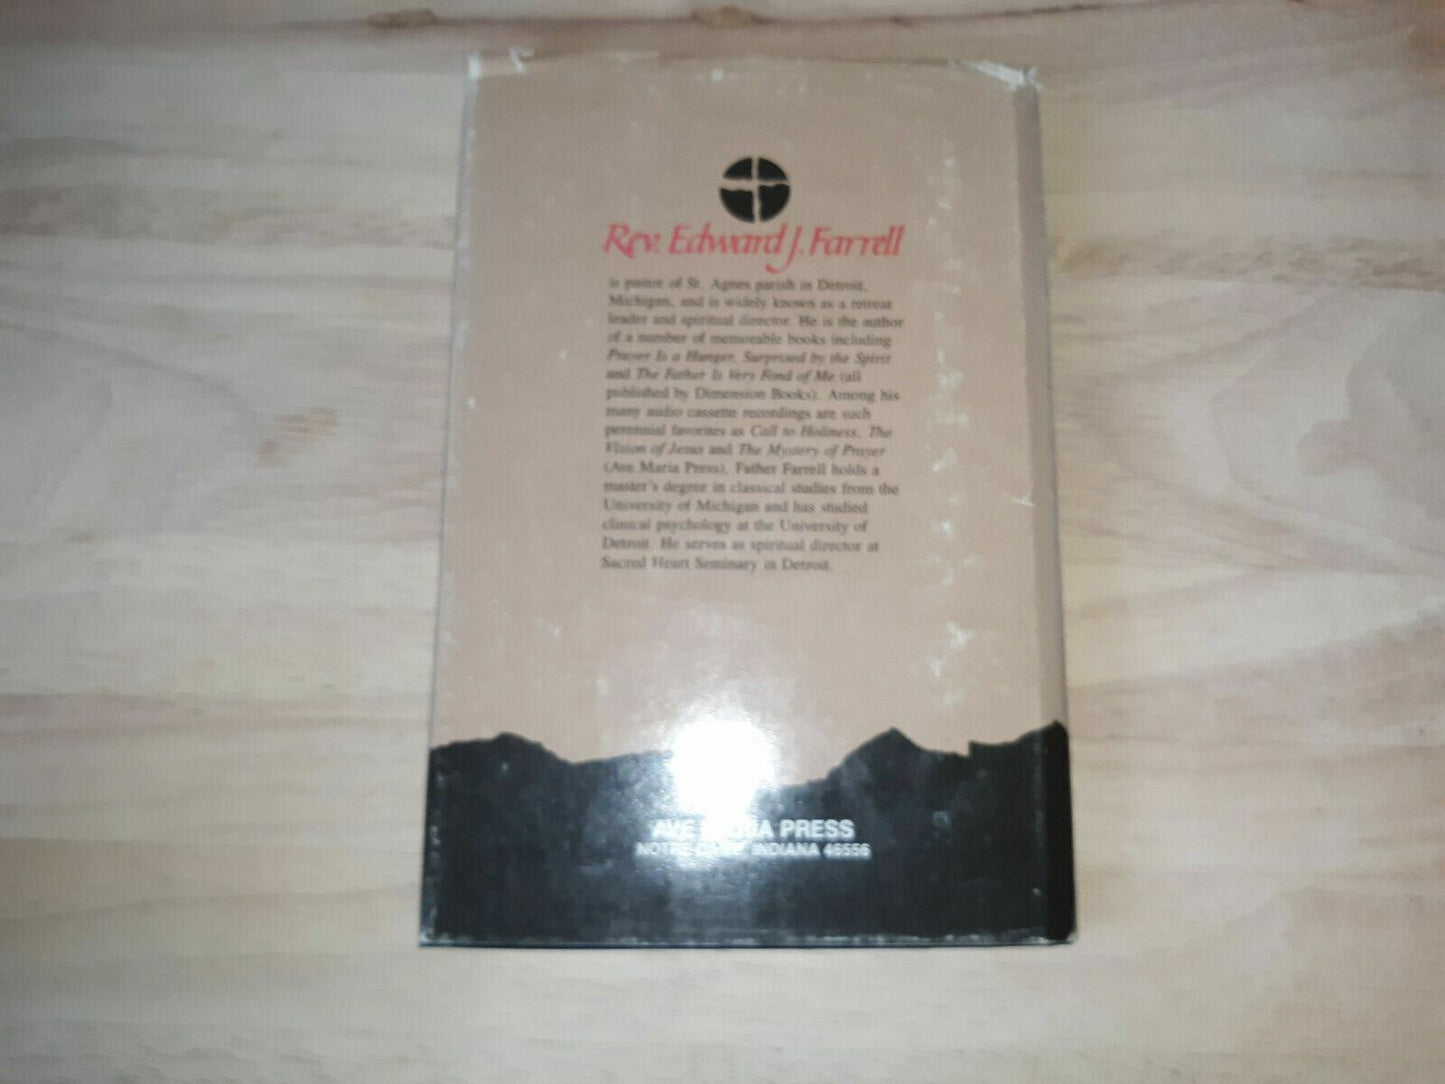 Rev. Edward J. Farrell
is pastor of St. Agnes parish in Detroit,
Michigan, and is widely known as a retreat
leader and spiritual director. He is the author
of a number of memorable books including
Prayer Is a Hunger, Surprised by the Spirit
and The Father Is Very Fond of Me (all
published by Dimension Books). Among his
many audio cassette recordings are such
perennial favorites as Call to Holiness, The
Vision of Jesus and The Mystery of Prayer
(Ave Maria Press). Father Farrell holds a
master's degree in classical studies from the
University of Michigan and has studied
clinical psychology at the University of
Detroit. He serves as spiritual director at
Sacred Heart Seminary in Detroit.
AVE MARIA PRESS
NOTRE DAME, INDIANA 46556